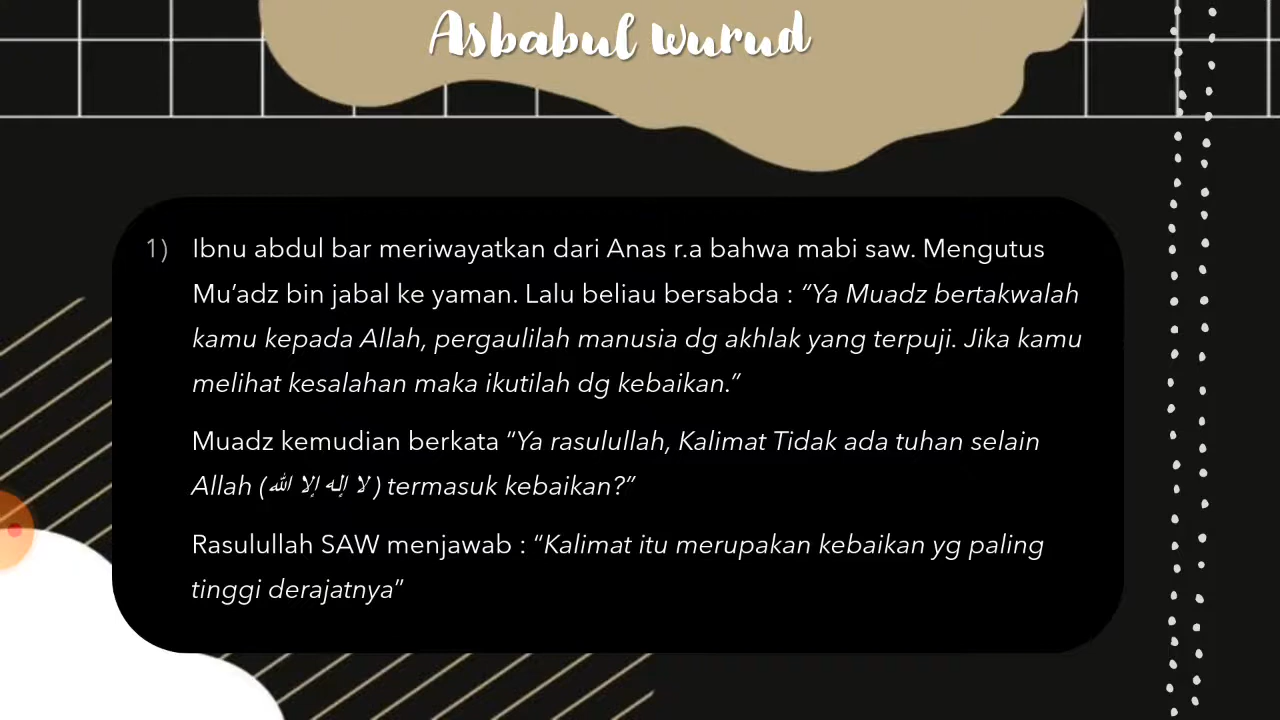 Asbabul wurud
1) Ibnu abdul bar meriwayatkan dari Anas r.a bahwa mabi saw. Mengutus
Mu’adz bin jabal ke yaman. Lalu beliau bersabda : “Ya Muadz bertakwalah
kamu kepada Allah, pergaulilah manusia dg akhlak yang terpuji. Jika kamu
melihat kesalahan maka ikutilah dg kebaikan.”
Muadz kemudian berkata “Ya rasulullah, Kalimat Tidak ada tuhan selain
Allah (لا إله إلا الله) termasuk kebaikan?”
Rasulullah SAW menjawab : “Kalimat itu merupakan kebaikan yg paling
tinggi derajatnya”